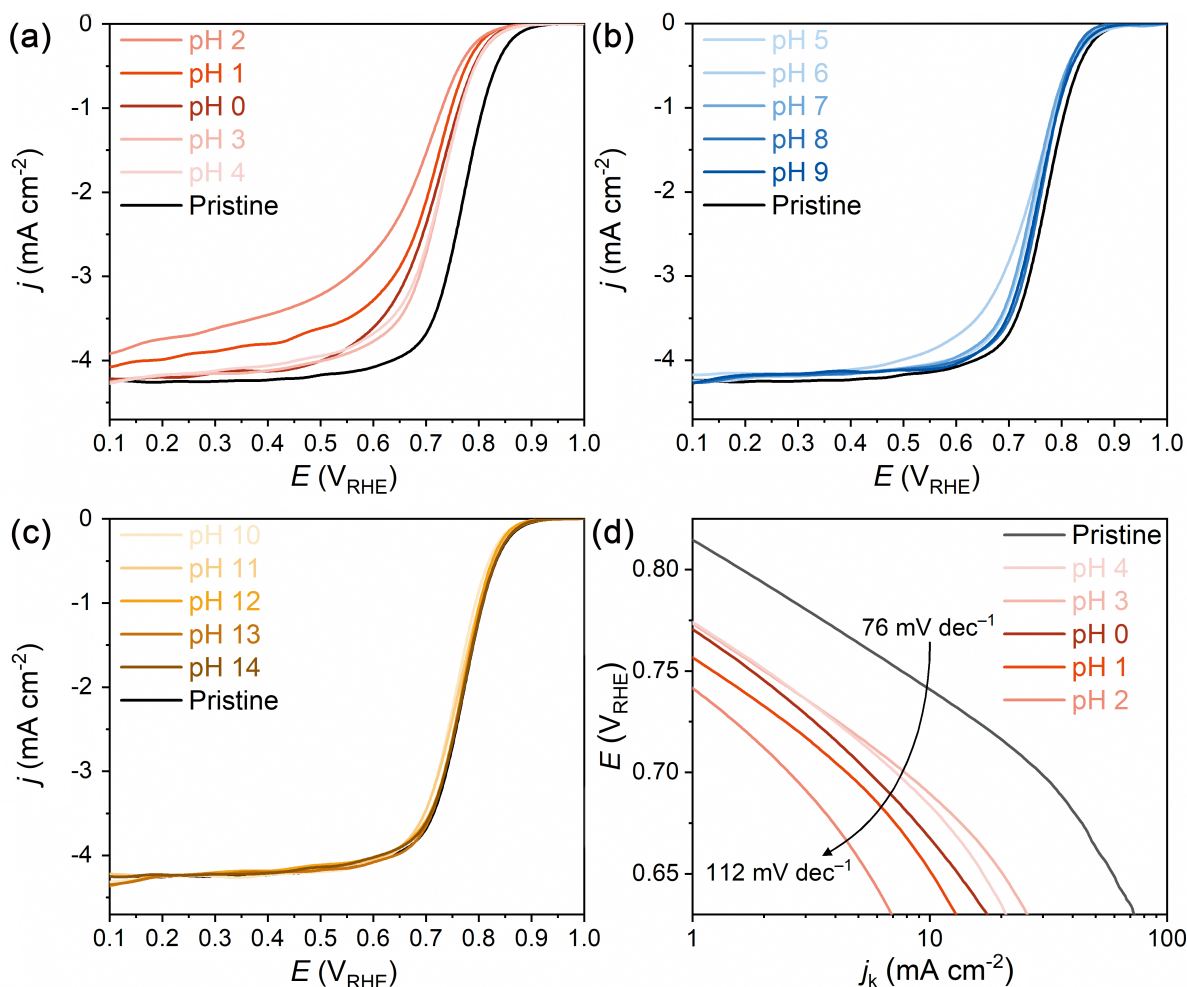 (a)
pH 2
pH 1
pH 0
pH 3
pH 4
Pristine
0
-1
-2
-3
-4
j (mA cm⁻²)
0.1 0.2 0.3 0.4 0.5 0.6 0.7 0.8 0.9 1.0
E (V_RHE)
(b)
pH 5
pH 6
pH 7
pH 8
pH 9
Pristine
0
-1
-2
-3
-4
j (mA cm⁻²)
0.1 0.2 0.3 0.4 0.5 0.6 0.7 0.8 0.9 1.0
E (V_RHE)
(c)
pH 10
pH 11
pH 12
pH 13
pH 14
Pristine
0
-1
-2
-3
-4
j (mA cm⁻²)
0.1 0.2 0.3 0.4 0.5 0.6 0.7 0.8 0.9 1.0
E (V_RHE)
(d)
Pristine
pH 4
pH 3
pH 0
pH 1
pH 2
76 mV dec⁻¹
112 mV dec⁻¹
0.80
0.75
0.70
0.65
E (V_RHE)
1 10 100
j_k (mA cm⁻²)